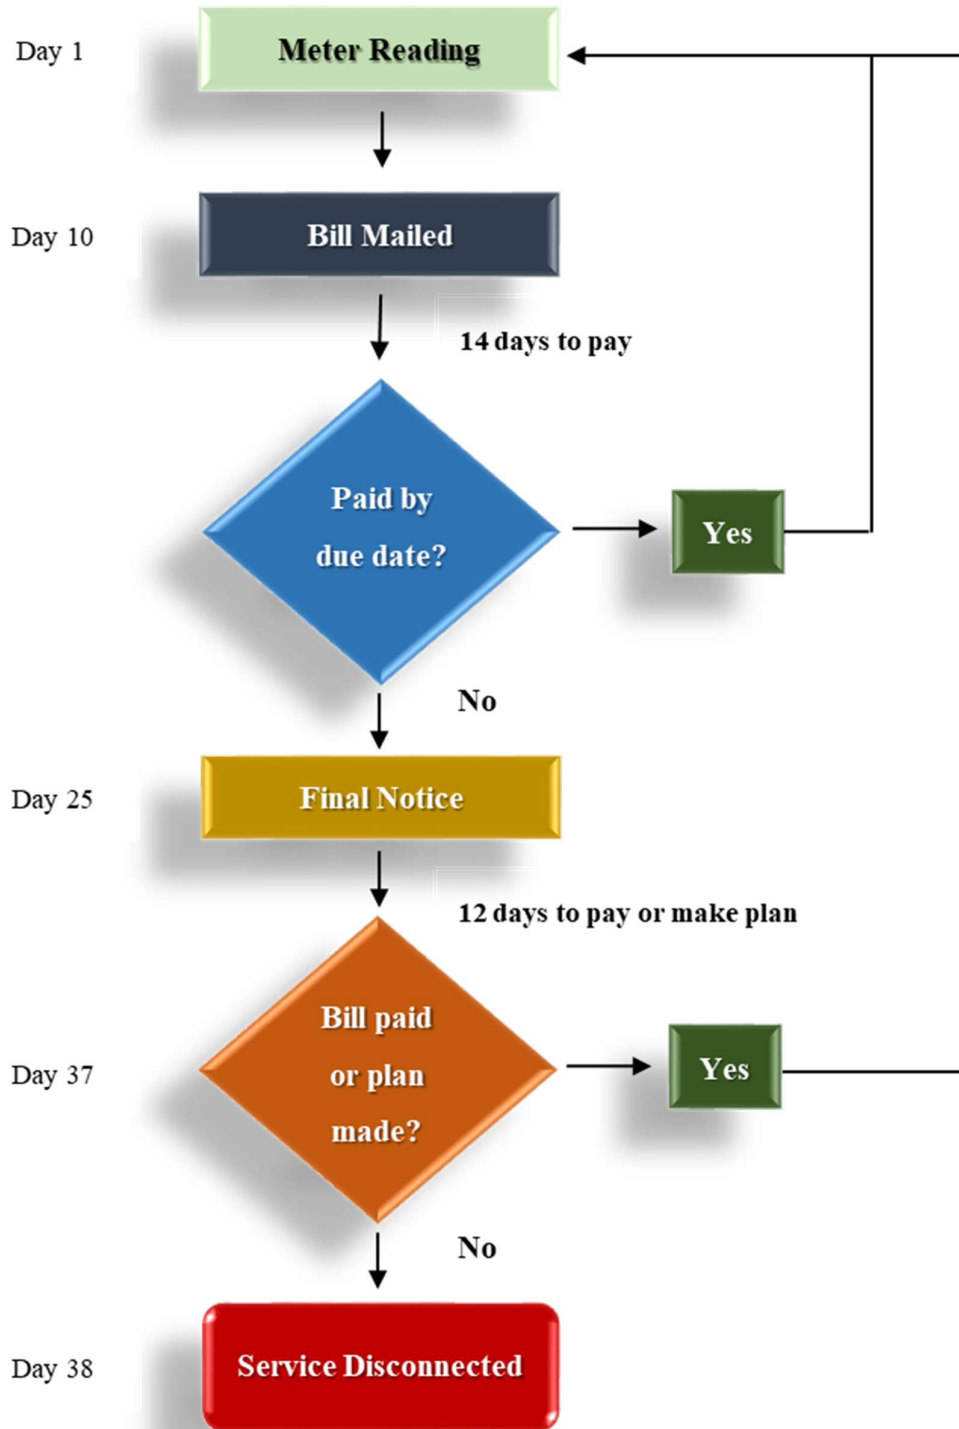 Day 1
Meter Reading
Day 10
Bill Mailed
14 days to pay
Paid by
due date?
Yes
No
Day 25
Final Notice
12 days to pay or make plan
Day 37
Bill paid
or plan
made?
Yes
No
Day 38
Service Disconnected